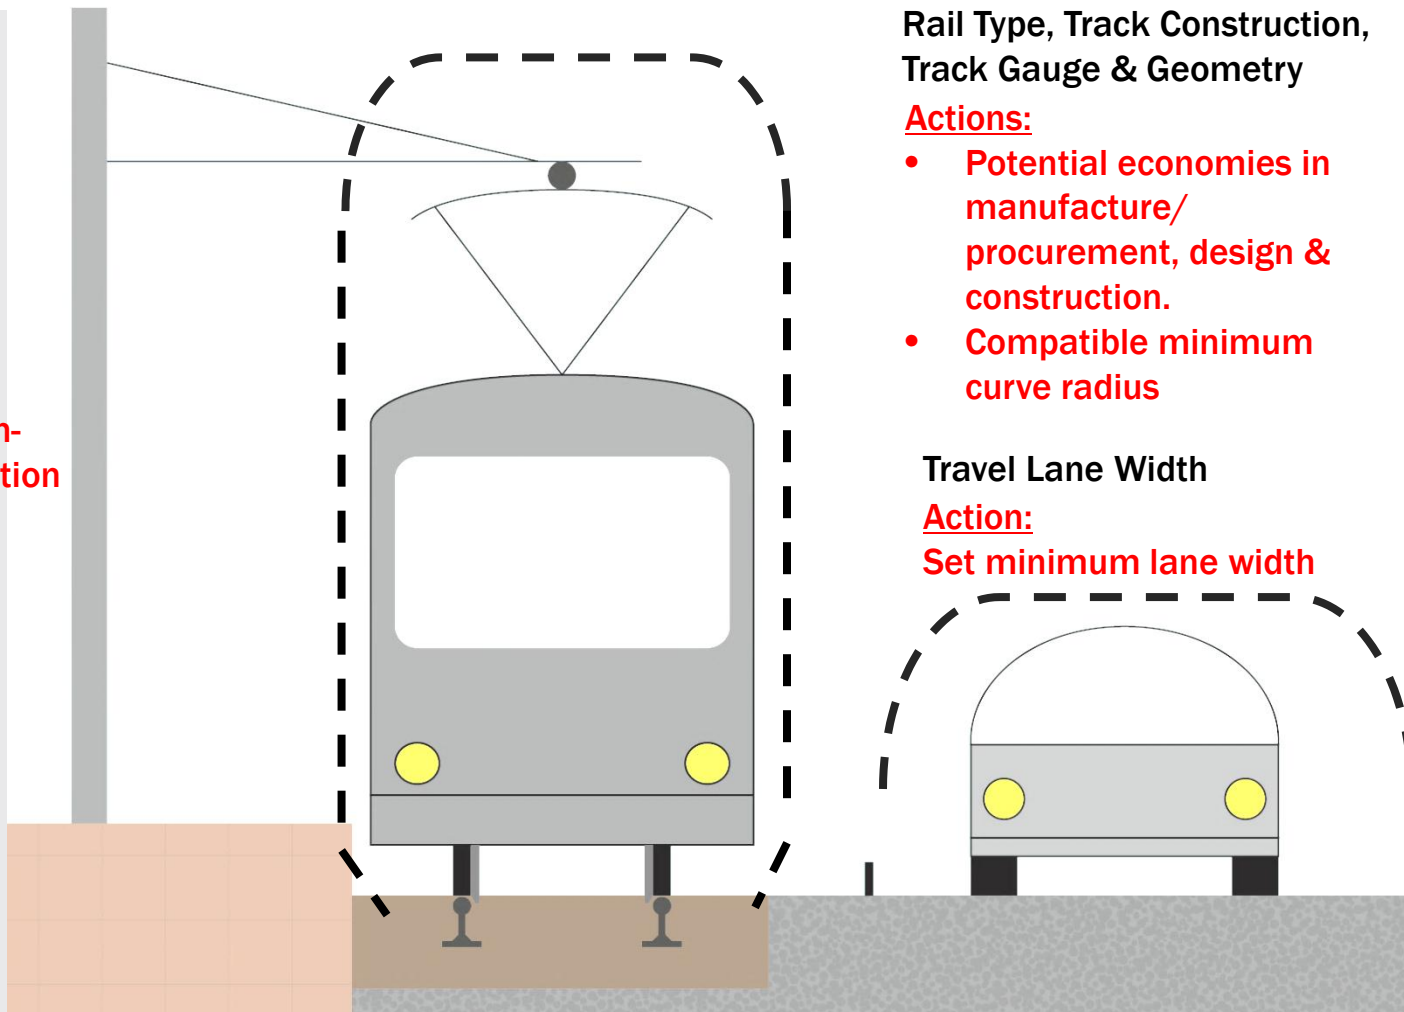 Rail Type, Track Construction,
Track Gauge & Geometry
Actions:
• Potential economies in
manufacture/
procurement, design &
construction.
• Compatible minimum
curve radius
n-
tion
Travel Lane Width
Action:
Set minimum lane width